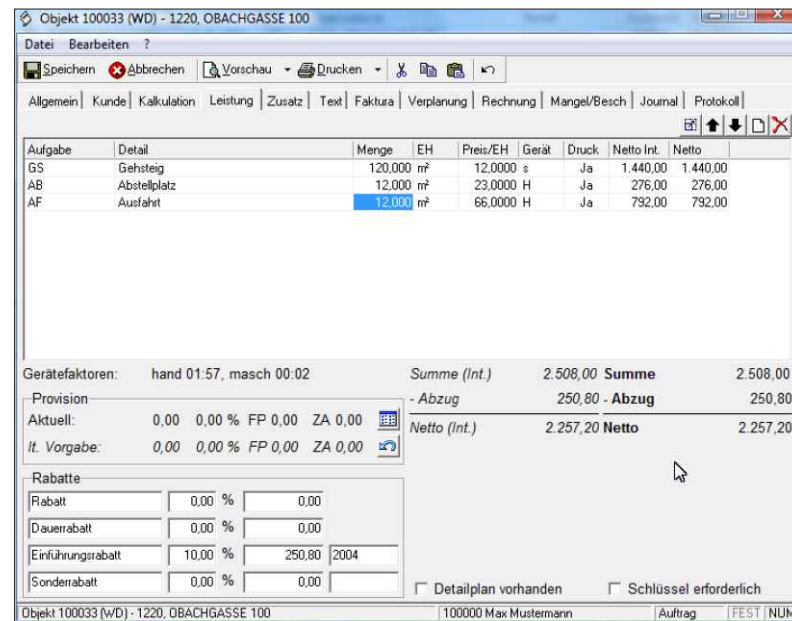 Objekt 100033 (WD) - 1220, OBACHGASSE 100
Datei Bearbeiten ?
Speichern Abbrechen Vorschau Drucken
Allgemein Kunde Kalkulation Leistung Zusatz Text Faktura Verplanung Rechnung Mangel/Besch Journal Protokoll
Aufgabe Detail Menge EH Preis/EH Gerät Druck Netto Int. Netto
GS Gehsteig 120,000 m² 12,0000 s Ja 1.440,00 1.440,00
AB Abstellplatz 12,000 m² 23,0000 H Ja 276,00 276,00
AF Ausfahrt 12,000 m² 66,0000 H Ja 792,00 792,00
Gerätefaktoren: hand 01:57, masch 00:02 Summe (Int.) 2.508,00 Summe 2.508,00
Provision - Abzug 250,80 - Abzug 250,80
Aktuell: 0,00 0,00 % FP 0,00 ZA 0,00 Netto (Int.) 2.257,20 Netto 2.257,20
lt. Vorgabe: 0,00 0,00 % FP 0,00 ZA 0,00
Rabatte
Rabatt 0,00 % 0,00
Dauerrabatt 0,00 % 0,00
Einführungsrabatt 10,00 % 250,80 2004
Sonderrabatt 0,00 % 0,00 Detailplan vorhanden Schlüssel erforderlich
Objekt 100033 (WD) - 1220, OBACHGASSE 100 100000 Max Mustermann Auftrag FEST NUM